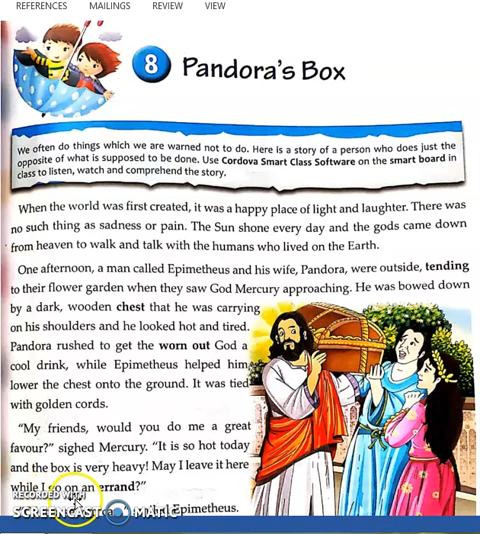 REFERENCES MAILINGS REVIEW VIEW
8 Pandora's Box
We often do things which we are warned not to do. Here is a story of a person who does just the
opposite of what is supposed to be done. Use Cordova Smart Class Software on the smart board in
class to listen, watch and comprehend the story.
When the world was first created, it was a happy place of light and laughter. There was
no such thing as sadness or pain. The Sun shone every day and the gods came down
from heaven to walk and talk with the humans who lived on the Earth.
One afternoon, a man called Epimetheus and his wife, Pandora, were outside, tending
to their flower garden when they saw God Mercury approaching. He was bowed down
by a dark, wooden chest that he was carrying
on his shoulders and he looked hot and tired.
Pandora rushed to get the worn out God a
cool drink, while Epimetheus helped him
lower the chest onto the ground. It was tied
with golden cords.
"My friends, would you do me a great
favour?" sighed Mercury. "It is so hot today
and the box is very heavy! May I leave it here
while I go on an errand?"
RECORDED WITH
SCREENCAST MATIC
Epimetheus.